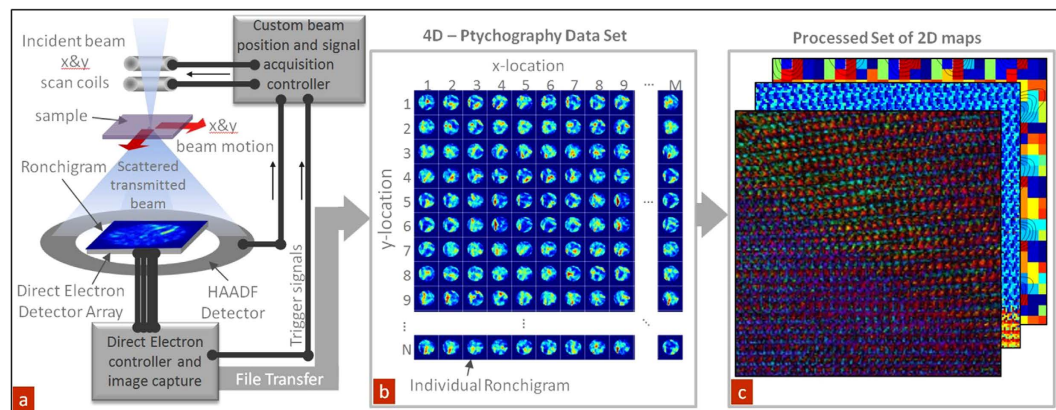 Incident beam
x&y
scan coils
sample
Ronchigram
x&y
beam motion
Scattered
transmitted
beam
Direct Electron
Detector Array
HAADF
Detector
Custom beam
position and signal
acquisition
controller
Trigger signals
Direct Electron
controller and
image capture
File Transfer
a
4D – Ptychography Data Set
x-location
1 2 3 4 5 6 7 8 9 ... M
y-location
1
2
3
4
5 ...
6
7
8
9
⋮ ⋮ ⋱
N
Individual Ronchigram
b
Processed Set of 2D maps
c